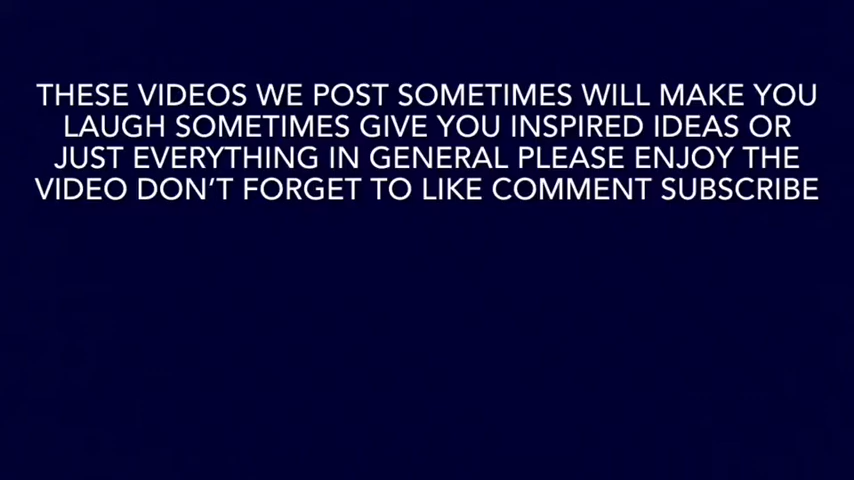 THESE VIDEOS WE POST SOMETIMES WILL MAKE YOU
LAUGH SOMETIMES GIVE YOU INSPIRED IDEAS OR
JUST EVERYTHING IN GENERAL PLEASE ENJOY THE
VIDEO DON’T FORGET TO LIKE COMMENT SUBSCRIBE